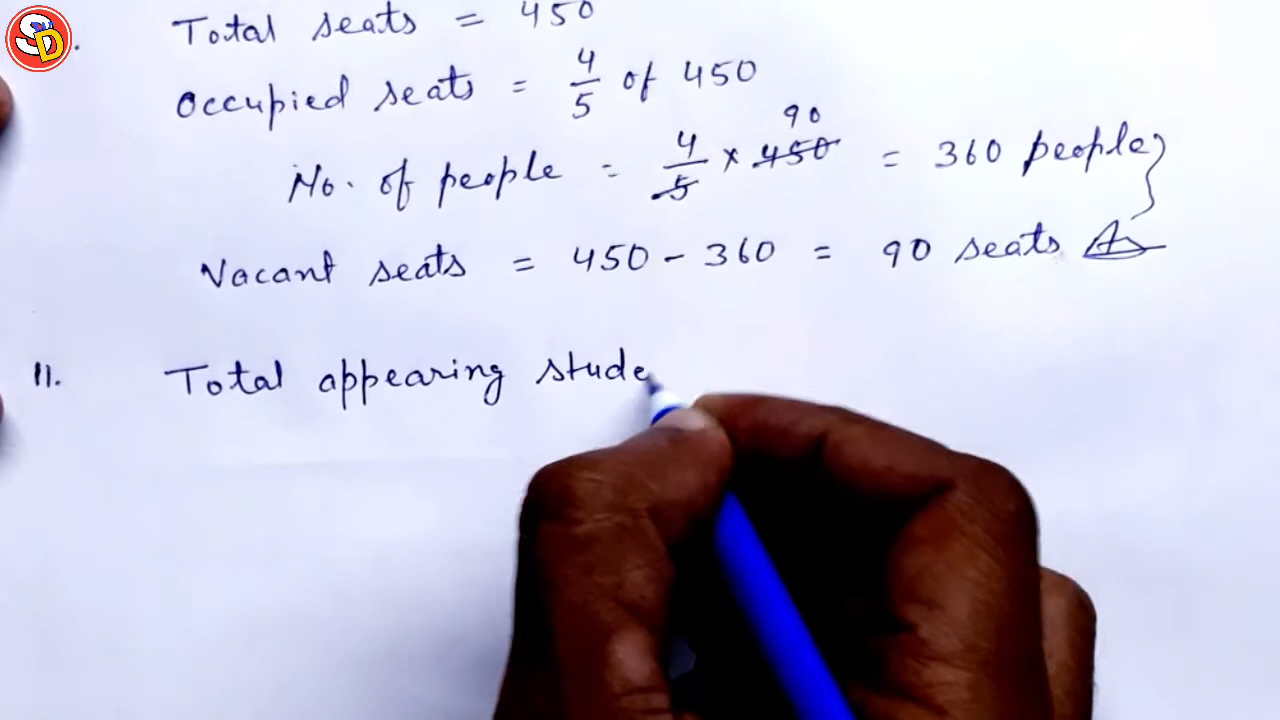 SD
Total seats = 450
Occupied seats = 4/5 of 450
90
No. of people = 4/5 × 450 = 360 people
Vacant seats = 450 - 360 = 90 seats
11. Total appearing stude